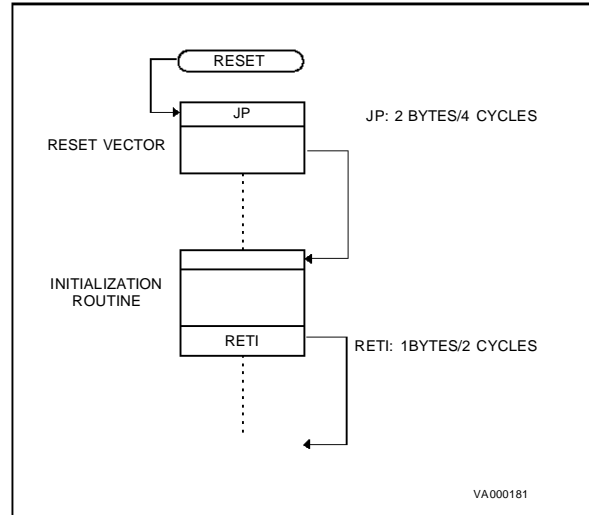 RESET
JP
JP: 2 BYTES/4 CYCLES
RESET VECTOR
INITIALIZATION
ROUTINE
RETI
RETI: 1BYTES/2 CYCLES
VA000181